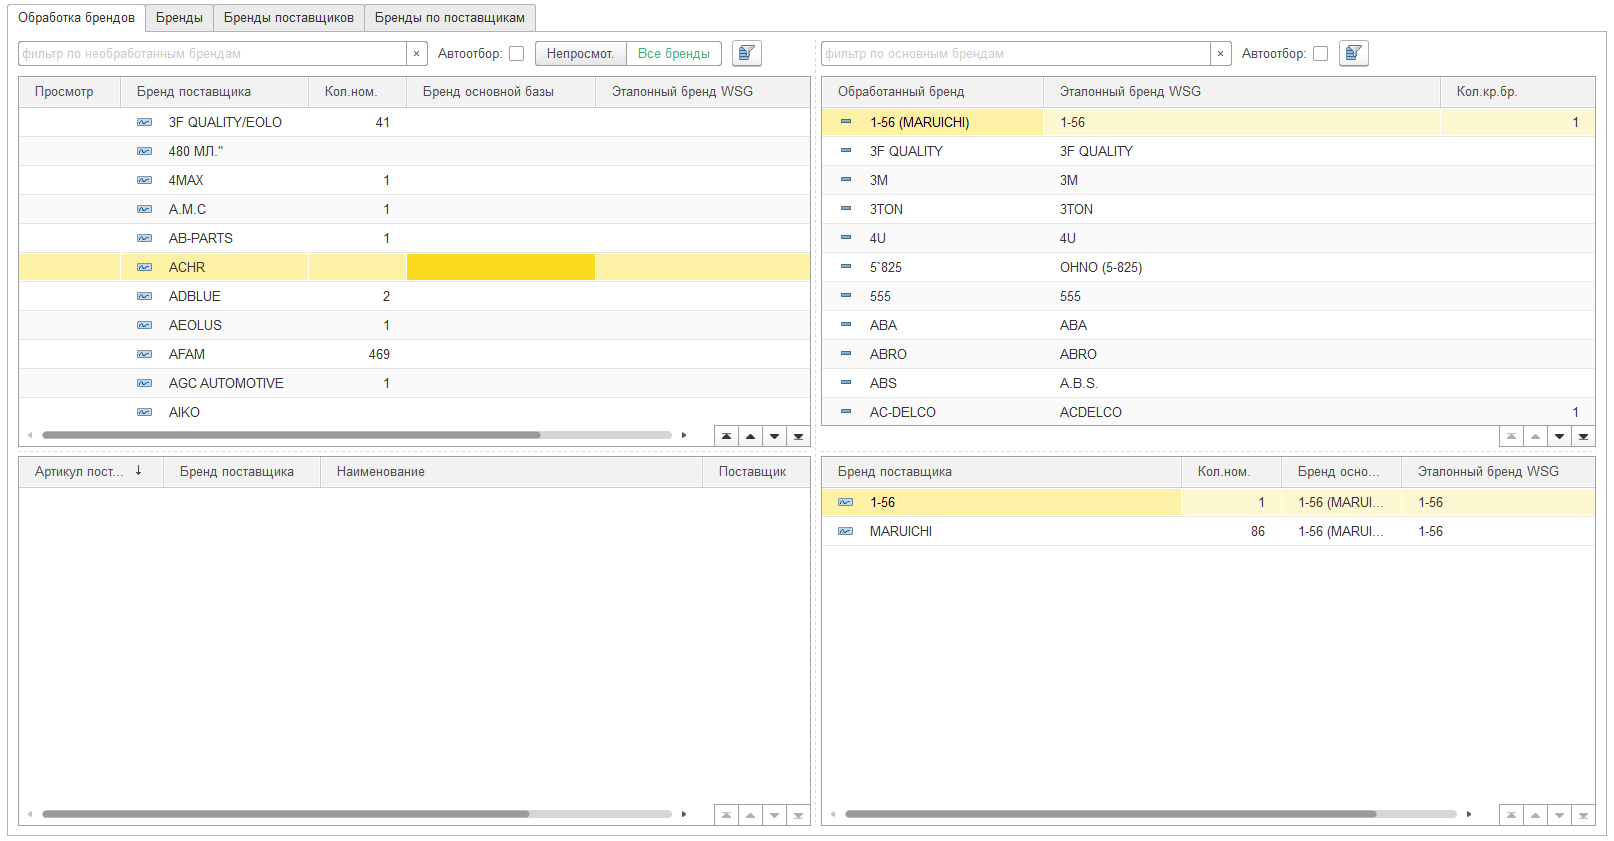 Обработка брендов Бренды Бренды поставщиков Бренды по поставщикам
фильтр по необработанным брендам × Автоотбор: Непросмот. Все бренды
Просмотр Бренд поставщика Кол.ном. Бренд основной базы Эталонный бренд WSG
3F QUALITY/EOLO 41
480 МЛ."
4MAX 1
A.M.C 1
AB-PARTS 1
ACHR
ADBLUE 2
AEOLUS 1
AFAM 469
AGC AUTOMOTIVE 1
AIKO
фильтр по основным брендам × Автоотбор:
Обработанный бренд Эталонный бренд WSG Кол.кр.бр.
1-56 (MARUICHI) 1-56 1
3F QUALITY 3F QUALITY
3M 3M
3TON 3TON
4U 4U
5`825 OHNO (5-825)
555 555
ABA ABA
ABRO ABRO
ABS A.B.S.
AC-DELCO ACDELCO 1
Артикул пост... ↓ Бренд поставщика Наименование Поставщик
Бренд поставщика Кол.ном. Бренд осно... Эталонный бренд WSG
1-56 1 1-56 (MARUI... 1-56
MARUICHI 86 1-56 (MARUI... 1-56